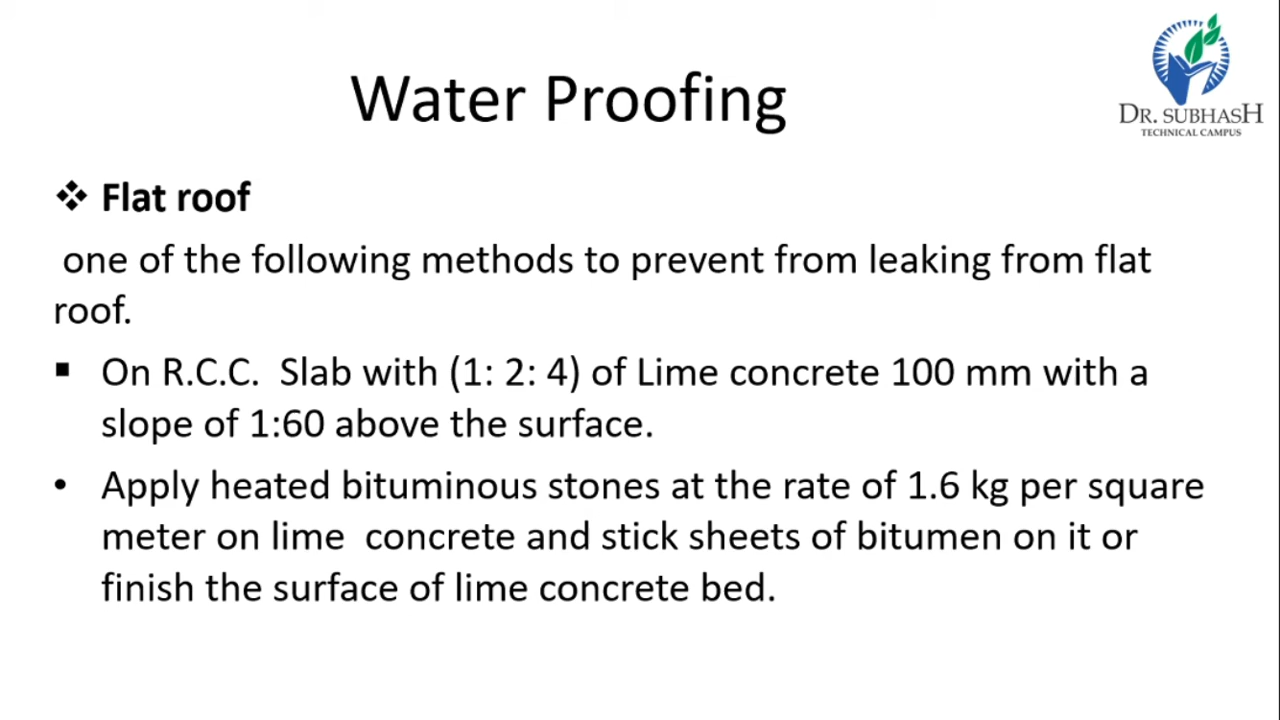 DR. SUBHASH
TECHNICAL CAMPUS
Water Proofing
❖ Flat roof
one of the following methods to prevent from leaking from flat
roof.
▪ On R.C.C. Slab with (1: 2: 4) of Lime concrete 100 mm with a
slope of 1:60 above the surface.
• Apply heated bituminous stones at the rate of 1.6 kg per square
meter on lime concrete and stick sheets of bitumen on it or
finish the surface of lime concrete bed.